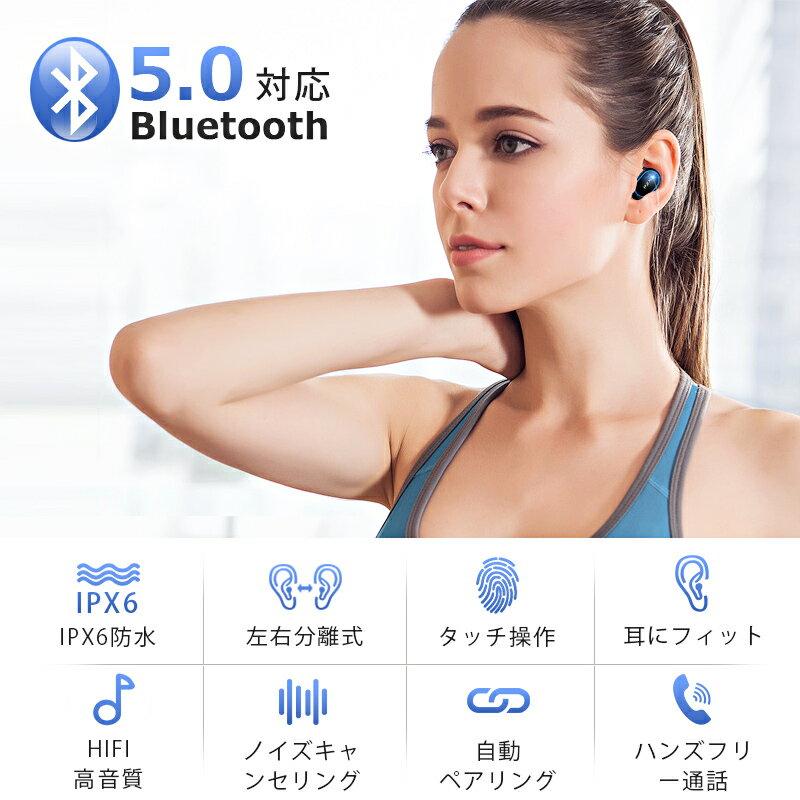 5.0 対応
Bluetooth
IPX6
IPX6防水
左右分離式
タッチ操作
耳にフィット
HIFI
高音質
ノイズキャ
ンセリング
自動
ペアリング
ハンズフリ
ー通話